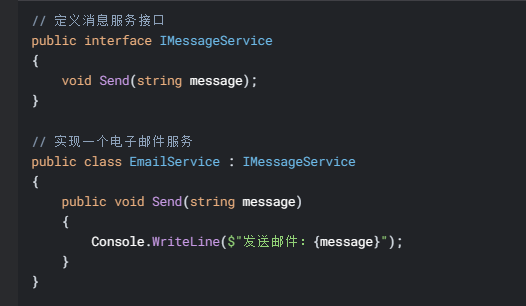 // 定义消息服务接口
public interface IMessageService
{
    void Send(string message);
}

// 实现一个电子邮件服务
public class EmailService : IMessageService
{
    public void Send(string message)
    {
        Console.WriteLine($"发送邮件：{message}");
    }
}